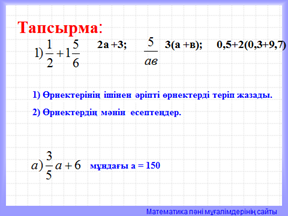 Тапсырма:
1) 1/2 + 1 5/6   2а +3;   5/ав   3(а +в);   0,5+2(0,3+9,7)
1) Өрнектерінің ішінен әріпті өрнектерді теріп жазады.
2) Өрнектердің мәнін есептеңдер.
а) 3/5 а + 6   мұндағы а = 150
Математика пәні мұғалімдерінің сайты